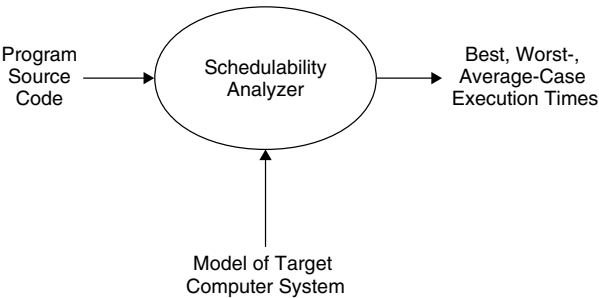 Program
Source
Code
Schedulability
Analyzer
Best, Worst-,
Average-Case
Execution Times
Model of Target
Computer System